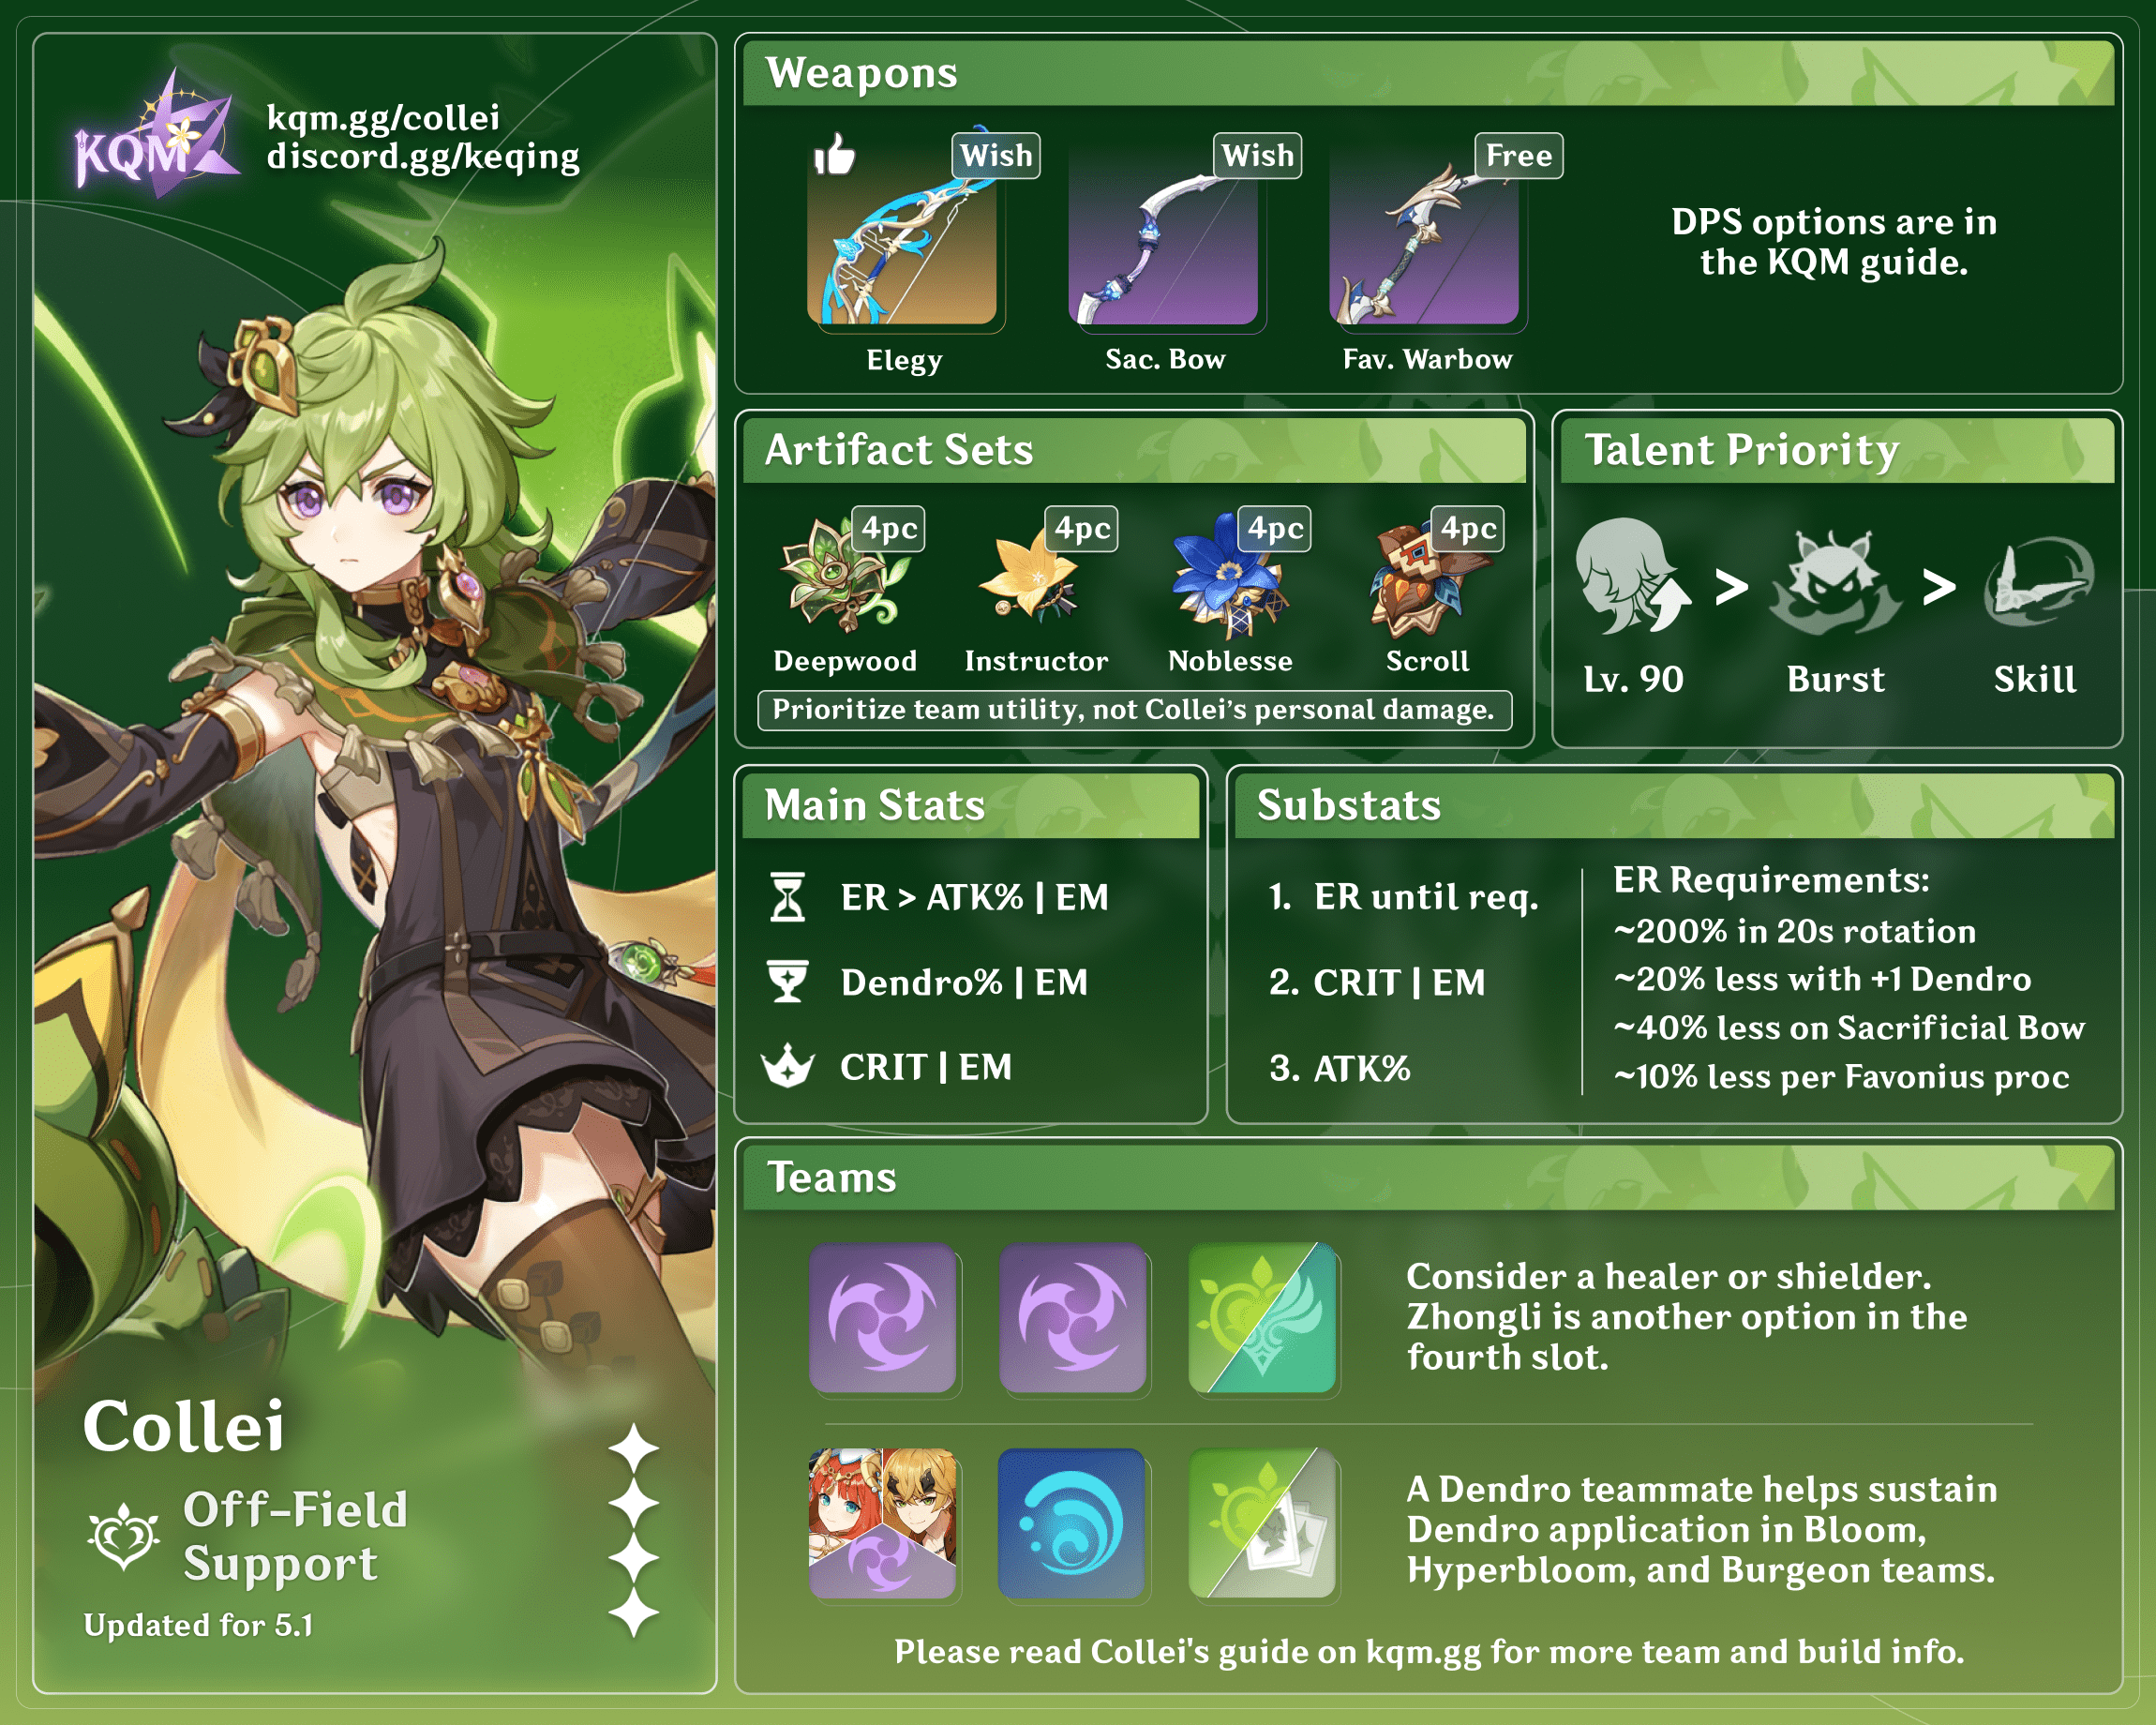 KQM
kqm.gg/collei
discord.gg/keqing
Collei
Off-Field
Support
Updated for 5.1
Weapons
Wish
Wish
Free
Elegy
Sac. Bow
Fav. Warbow
DPS options are in
the KQM guide.
Artifact Sets
4pc
4pc
4pc
4pc
Deepwood
Instructor
Noblesse
Scroll
Prioritize team utility, not Collei's personal damage.
Talent Priority
>
>
Lv. 90
Burst
Skill
Main Stats
ER > ATK% | EM
Dendro% | EM
CRIT | EM
Substats
1. ER until req.
2. CRIT | EM
3. ATK%
ER Requirements:
~200% in 20s rotation
~20% less with +1 Dendro
~40% less on Sacrificial Bow
~10% less per Favonius proc
Teams
Consider a healer or shielder.
Zhongli is another option in the
fourth slot.
A Dendro teammate helps sustain
Dendro application in Bloom,
Hyperbloom, and Burgeon teams.
Please read Collei's guide on kqm.gg for more team and build info.